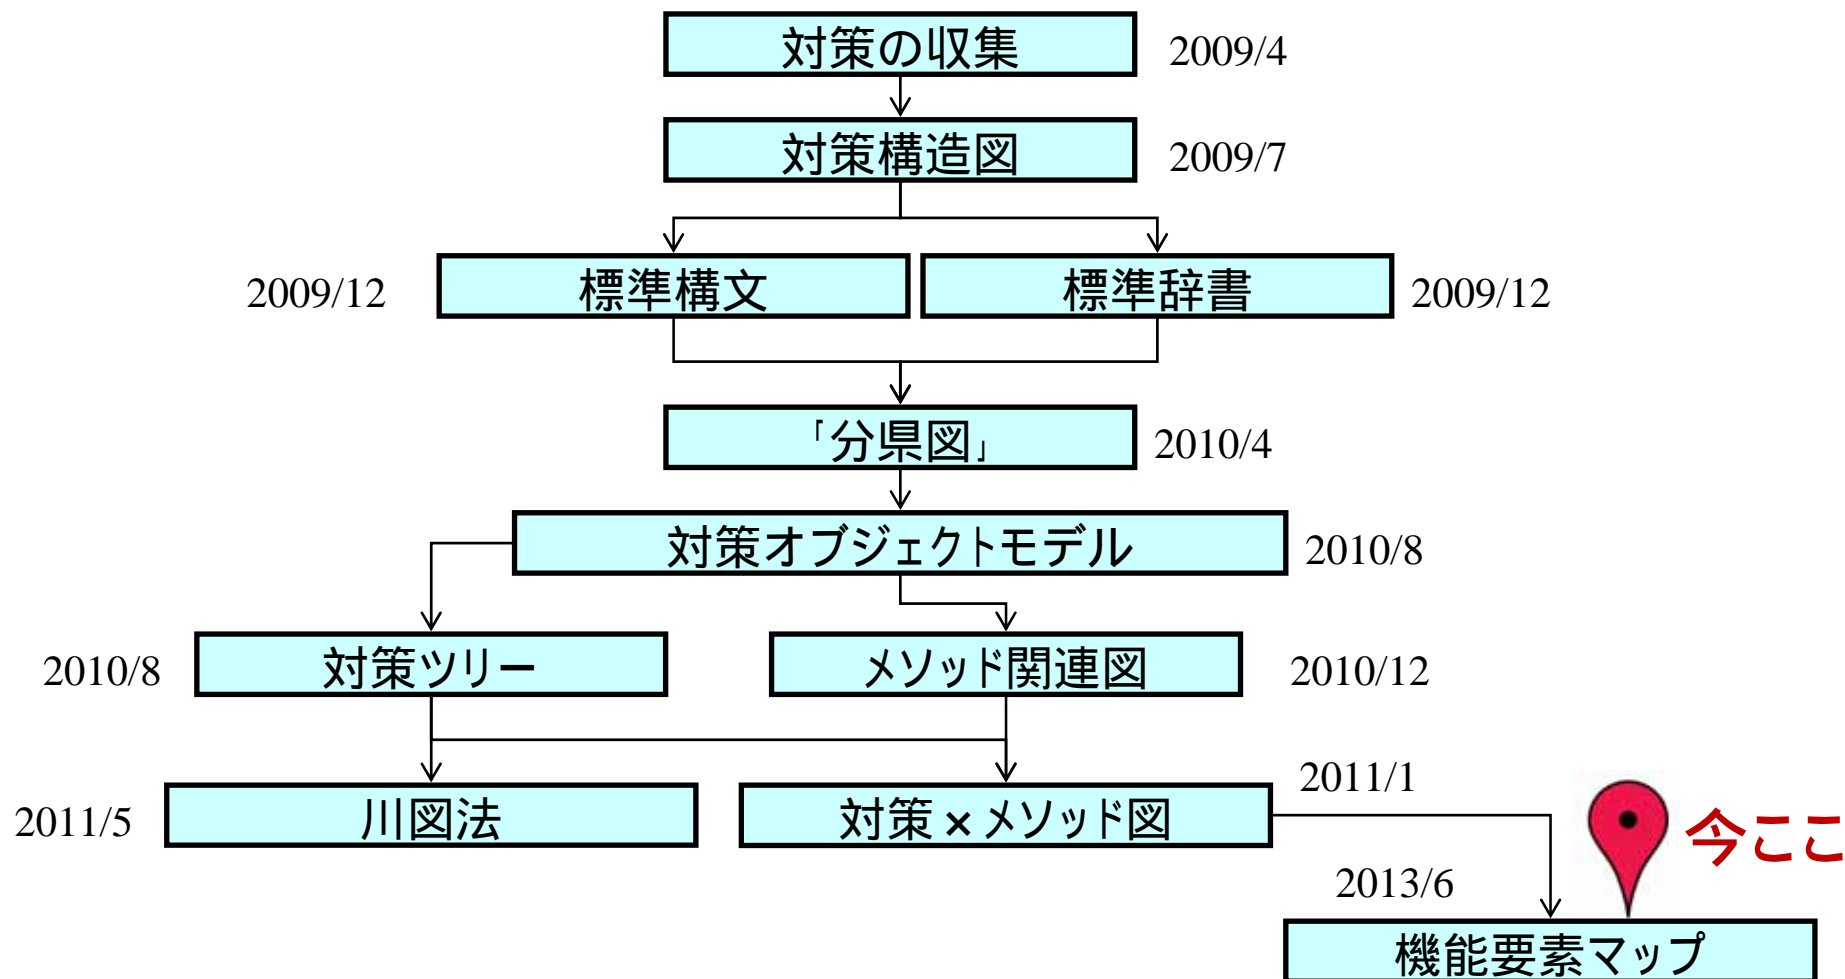 対策の収集 2009/4
対策構造図 2009/7
2009/12 標準構文 標準辞書 2009/12
「分県図」 2010/4
対策オブジェクトモデル 2010/8
2010/8 対策ツリー メソッド関連図 2010/12
2011/1
2011/5 川図法 対策×メソッド図 今ここ
2013/6
機能要素マップ